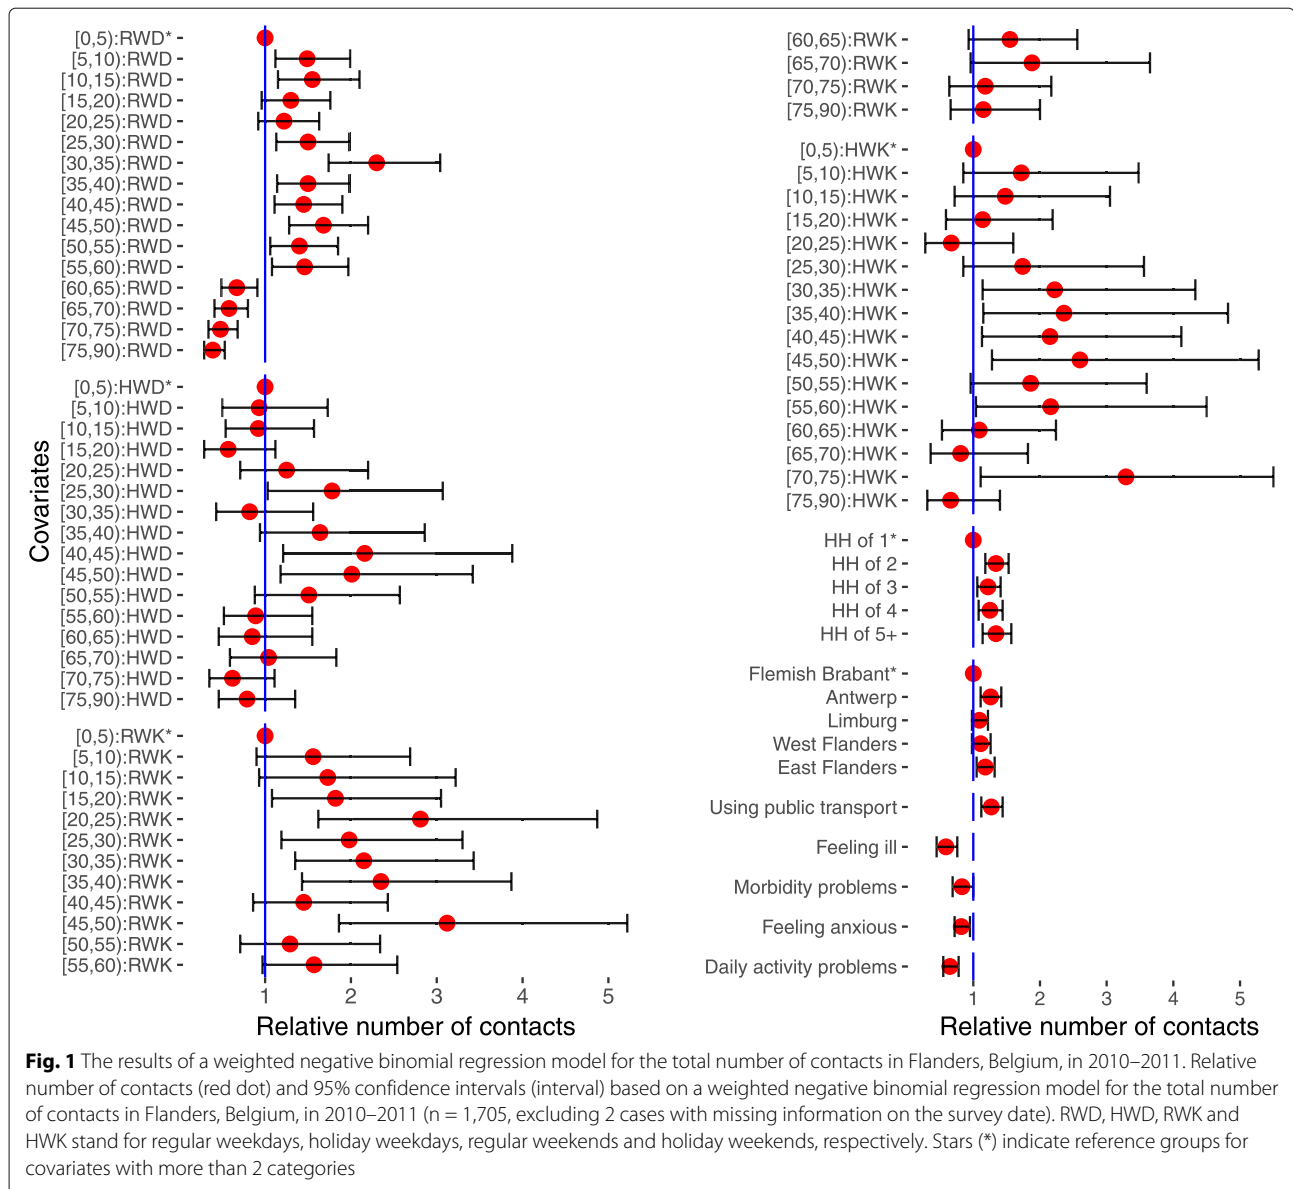 Covariates
[0,5):RWD*
[5,10):RWD
[10,15):RWD
[15,20):RWD
[20,25):RWD
[25,30):RWD
[30,35):RWD
[35,40):RWD
[40,45):RWD
[45,50):RWD
[50,55):RWD
[55,60):RWD
[60,65):RWD
[65,70):RWD
[70,75):RWD
[75,90):RWD
[0,5):HWD*
[5,10):HWD
[10,15):HWD
[15,20):HWD
[20,25):HWD
[25,30):HWD
[30,35):HWD
[35,40):HWD
[40,45):HWD
[45,50):HWD
[50,55):HWD
[55,60):HWD
[60,65):HWD
[65,70):HWD
[70,75):HWD
[75,90):HWD
[0,5):RWK*
[5,10):RWK
[10,15):RWK
[15,20):RWK
[20,25):RWK
[25,30):RWK
[30,35):RWK
[35,40):RWK
[40,45):RWK
[45,50):RWK
[50,55):RWK
[55,60):RWK
1 2 3 4 5
Relative number of contacts
[60,65):RWK
[65,70):RWK
[70,75):RWK
[75,90):RWK
[0,5):HWK*
[5,10):HWK
[10,15):HWK
[15,20):HWK
[20,25):HWK
[25,30):HWK
[30,35):HWK
[35,40):HWK
[40,45):HWK
[45,50):HWK
[50,55):HWK
[55,60):HWK
[60,65):HWK
[65,70):HWK
[70,75):HWK
[75,90):HWK
HH of 1*
HH of 2
HH of 3
HH of 4
HH of 5+
Flemish Brabant*
Antwerp
Limburg
West Flanders
East Flanders
Using public transport
Feeling ill
Morbidity problems
Feeling anxious
Daily activity problems
1 2 3 4 5
Relative number of contacts
Fig. 1 The results of a weighted negative binomial regression model for the total number of contacts in Flanders, Belgium, in 2010–2011. Relative
number of contacts (red dot) and 95% confidence intervals (interval) based on a weighted negative binomial regression model for the total number
of contacts in Flanders, Belgium, in 2010–2011 (n = 1,705, excluding 2 cases with missing information on the survey date). RWD, HWD, RWK and
HWK stand for regular weekdays, holiday weekdays, regular weekends and holiday weekends, respectively. Stars (*) indicate reference groups for
covariates with more than 2 categories